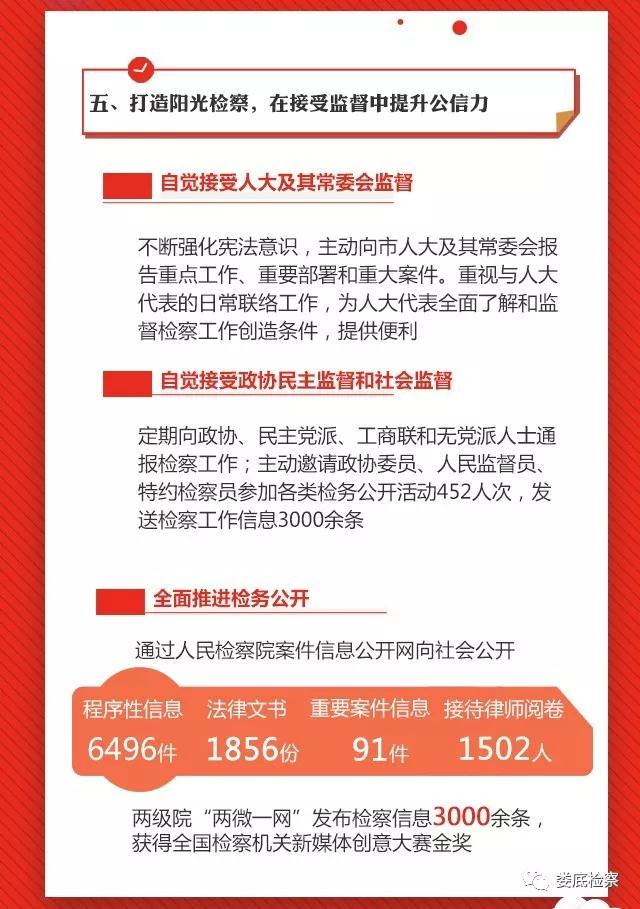 五、打造阳光检察，在接受监督中提升公信力
自觉接受人大及其常委会监督
不断强化宪法意识，主动向市人大及其常委会报
告重点工作、重要部署和重大案件。重视与人大
代表的日常联络工作，为人大代表全面了解和监
督检察工作创造条件，提供便利
自觉接受政协民主监督和社会监督
定期向政协、民主党派、工商联和无党派人士通
报检察工作；主动邀请政协委员、人民监督员、
特约检察员参加各类检务公开活动452人次，发
送检察工作信息3000余条
全面推进检务公开
通过人民检察院案件信息公开网向社会公开
程序性信息 法律文书 重要案件信息 接待律师阅卷
6496件 1856份 91件 1502人
两级院“两微一网”发布检察信息3000余条，
获得全国检察机关新媒体创意大赛金奖
娄底检察